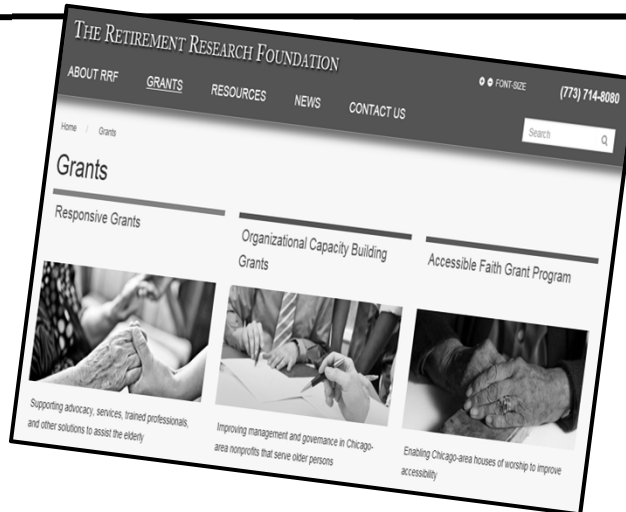 THE RETIREMENT RESEARCH FOUNDATION
FONT-SIZE
(773) 714-8080
ABOUT RRF
GRANTS
RESOURCES
NEWS
CONTACT US
Search
Home / Grants
Grants
Responsive Grants
Organizational Capacity Building
Grants
Accessible Faith Grant Program
Supporting advocacy, services, trained professionals,
and other solutions to assist the elderly
Improving management and governance in Chicago-
area nonprofits that serve older persons
Enabling Chicago-area houses of worship to improve
accessibility